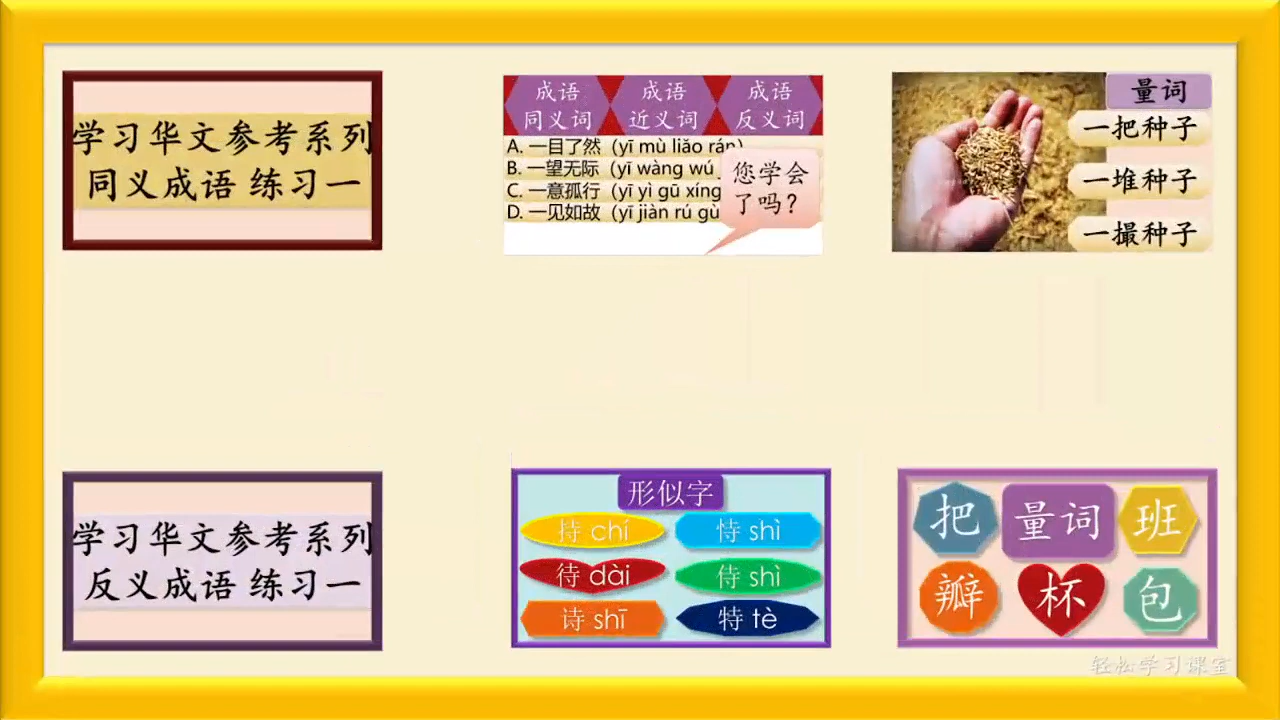 学习华文参考系列
同义成语 练习一
成语 成语 成语
同义词 近义词 反义词
A. 一目了然（yī mù liǎo rán）
B. 一望无际（yī wàng wú
C. 一意孤行（yī yì gū xíng
D. 一见如故（yī jiàn rú gù
您学会
了吗？
量词
一把种子
一堆种子
一撮种子
学习华文参考系列
反义成语 练习一
形似字
持 chí 恃 shì
待 dài 侍 shì
诗 shī 特 tè
把 量词 班
瓣 杯 包
轻松学习课室